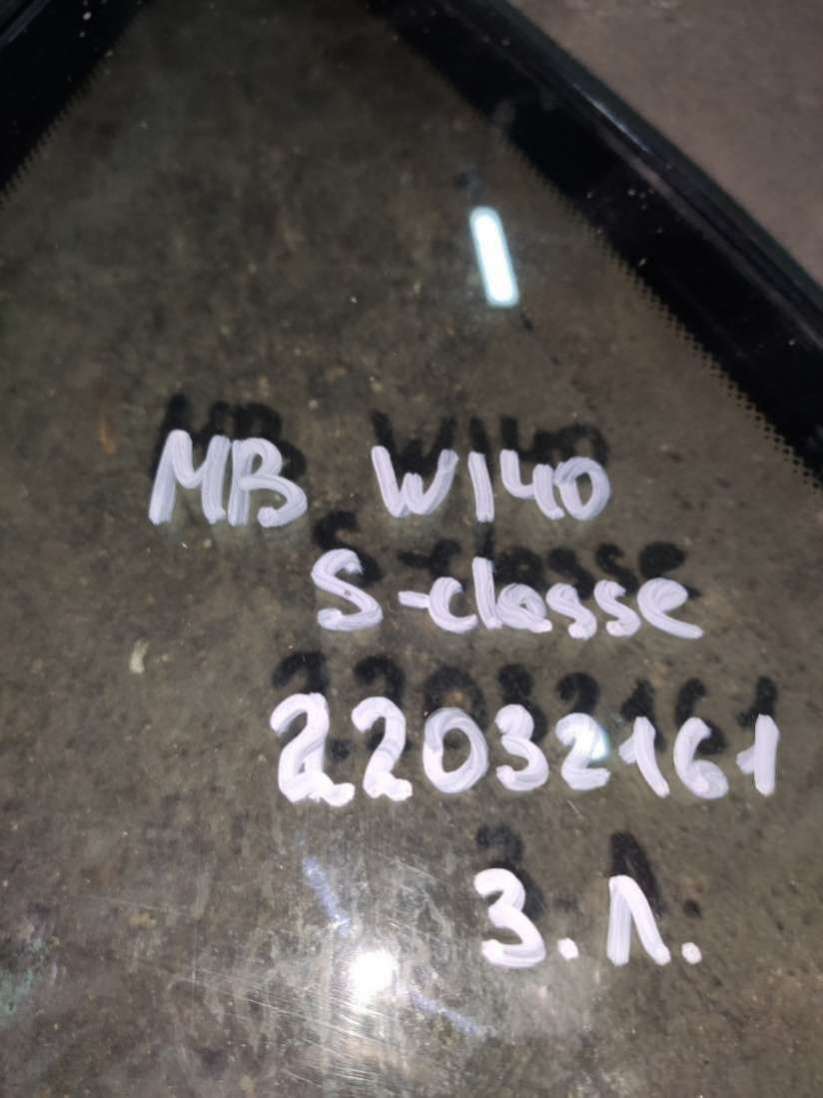 MB W140
S-classe
22032161
З.Л.